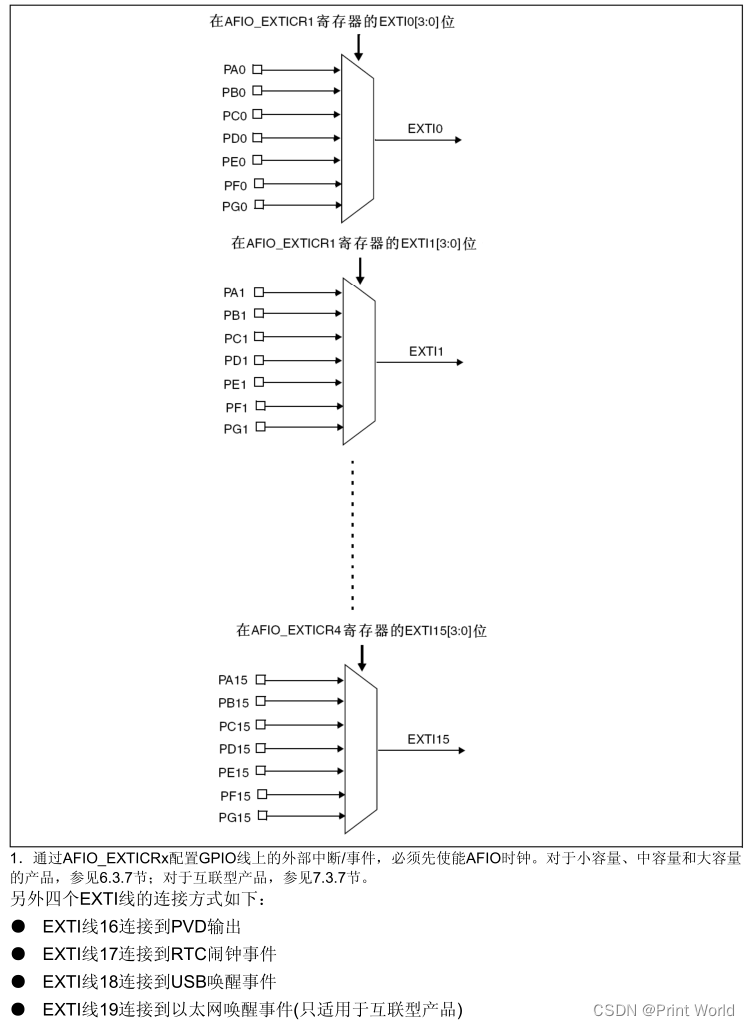 在AFIO_EXTICR1寄存器的EXTI0[3:0]位
PA0
PB0
PC0
PD0
PE0
PF0
PG0
EXTI0
在AFIO_EXTICR1寄存器的EXTI1[3:0]位
PA1
PB1
PC1
PD1
PE1
PF1
PG1
EXTI1
在AFIO_EXTICR4寄存器的EXTI15[3:0]位
PA15
PB15
PC15
PD15
PE15
PF15
PG15
EXTI15
1. 通过AFIO_EXTICRx配置GPIO线上的外部中断/事件，必须先使能AFIO时钟。对于小容量、中容量和大容量
的产品，参见6.3.7节；对于互联型产品，参见7.3.7节。
另外四个EXTI线的连接方式如下：
● EXTI线16连接到PVD输出
● EXTI线17连接到RTC闹钟事件
● EXTI线18连接到USB唤醒事件
● EXTI线19连接到以太网唤醒事件(只适用于互联型产品)
CSDN @Print World